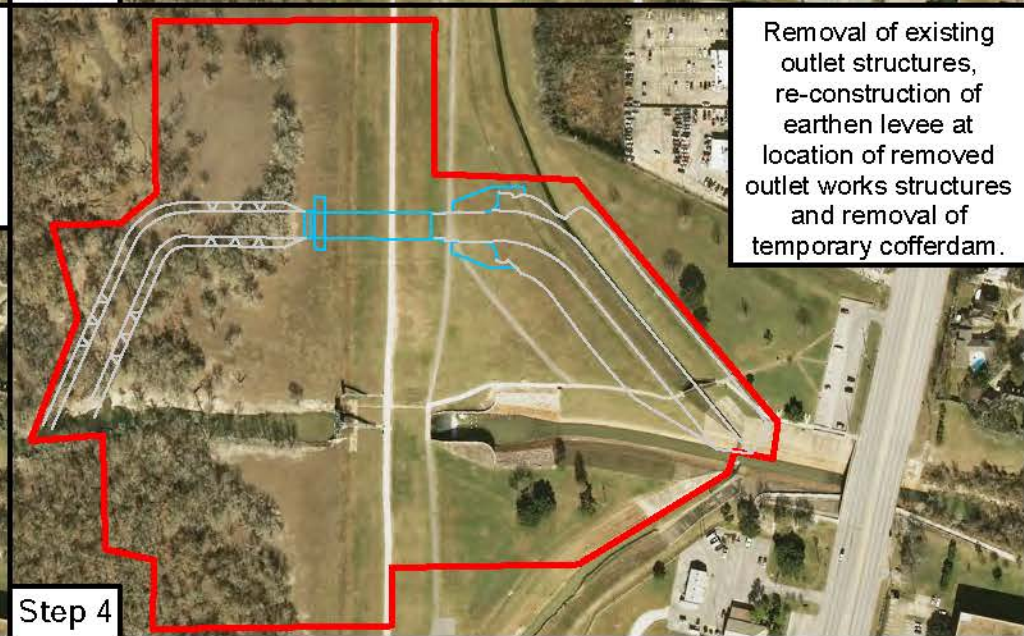 Removal of existing
outlet structures,
re-construction of
earthen levee at
location of removed
outlet works structures
and removal of
temporary cofferdam.
Step 4